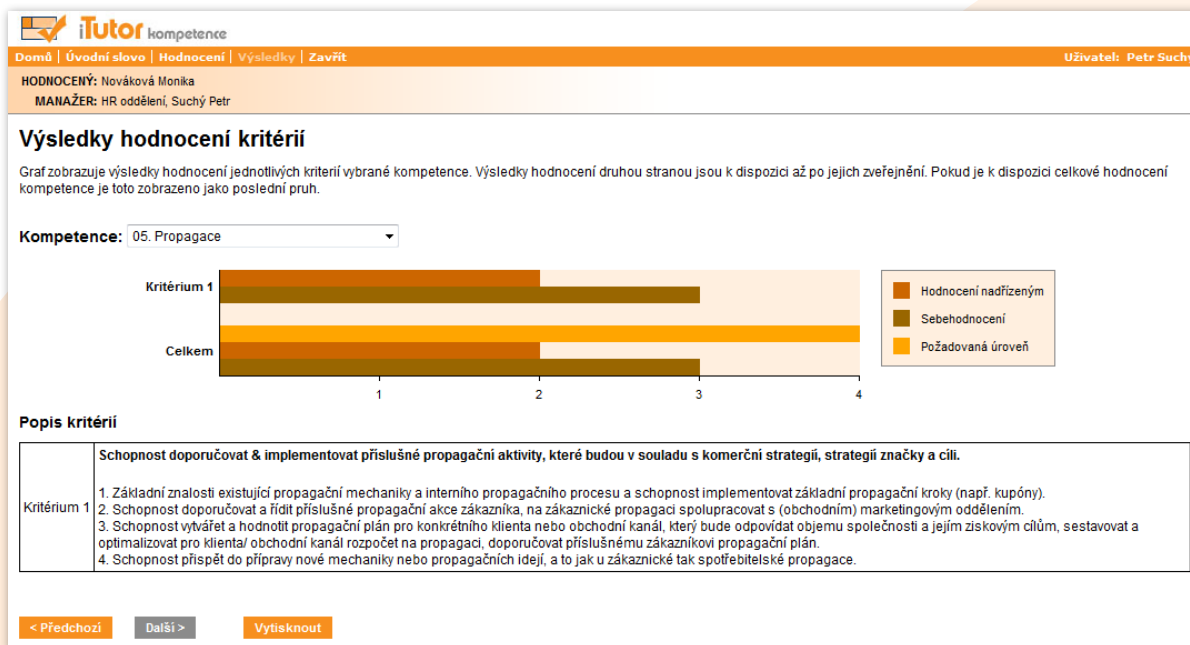 iTutor kompetence
Domů | Úvodní slovo | Hodnocení | Výsledky | Zavřít
Uživatel: Petr Suchý
HODNOCENÝ: Nováková Monika
MANAŽER: HR oddělení, Suchý Petr
Výsledky hodnocení kritérií
Graf zobrazuje výsledky hodnocení jednotlivých kriterií vybrané kompetence. Výsledky hodnocení druhou stranou jsou k dispozici až po jejich zveřejnění. Pokud je k dispozici celkové hodnocení
kompetence je toto zobrazeno jako poslední pruh.
Kompetence: 05. Propagace
Kritérium 1
Celkem
1 2 3 4
Hodnocení nadřízeným
Sebehodnocení
Požadovaná úroveň
Popis kritérií
Kritérium 1
Schopnost doporučovat & implementovat příslušné propagační aktivity, které budou v souladu s komerční strategií, strategií značky a cíli.
1. Základní znalosti existující propagační mechaniky a interního propagačního procesu a schopnost implementovat základní propagační kroky (např. kupóny).
2. Schopnost doporučovat a řídit příslušné propagační akce zákazníka, na zákaznické propagaci spolupracovat s (obchodním) marketingovým oddělením.
3. Schopnost vytvářet a hodnotit propagační plán pro konkrétního klienta nebo obchodní kanál, který bude odpovídat objemu společnosti a jejím ziskovým cílům, sestavovat a
optimalizovat pro klienta/ obchodní kanál rozpočet na propagaci, doporučovat příslušnému zákazníkovi propagační plán.
4. Schopnost přispět do přípravy nové mechaniky nebo propagačních idejí, a to jak u zákaznické tak spotřebitelské propagace.
< Předchozí
Další >
Vytisknout